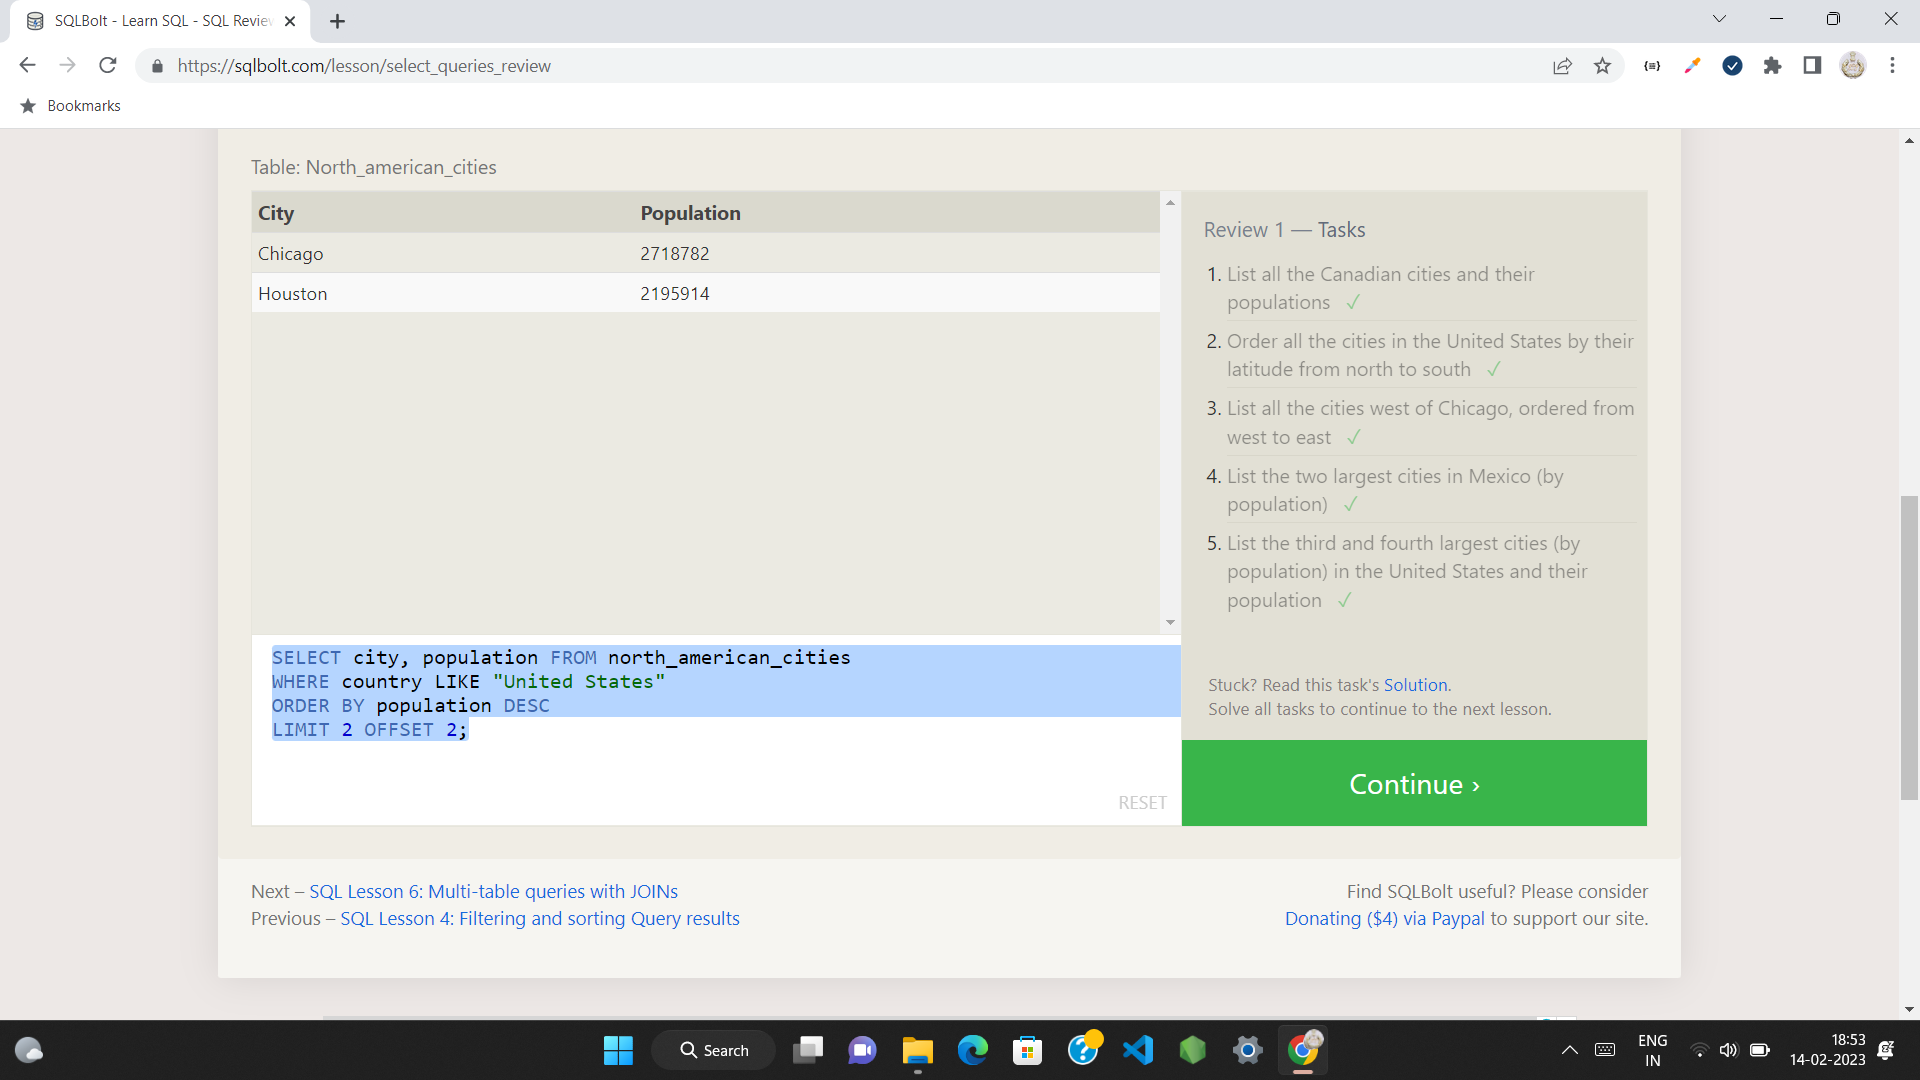 SQLBolt - Learn SQL - SQL Review
https://sqlbolt.com/lesson/select_queries_review
Bookmarks
Table: North_american_cities
City Population
Chicago 2718782
Houston 2195914
Review 1 — Tasks
1. List all the Canadian cities and their
populations ✓
2. Order all the cities in the United States by their
latitude from north to south ✓
3. List all the cities west of Chicago, ordered from
west to east ✓
4. List the two largest cities in Mexico (by
population) ✓
5. List the third and fourth largest cities (by
population) in the United States and their
population ✓
SELECT city, population FROM north_american_cities
WHERE country LIKE "United States"
ORDER BY population DESC
LIMIT 2 OFFSET 2;
RESET
Stuck? Read this task's Solution.
Solve all tasks to continue to the next lesson.
Continue ›
Next – SQL Lesson 6: Multi-table queries with JOINs
Previous – SQL Lesson 4: Filtering and sorting Query results
Find SQLBolt useful? Please consider
Donating ($4) via Paypal to support our site.
Search
ENG
IN
18:53
14-02-2023